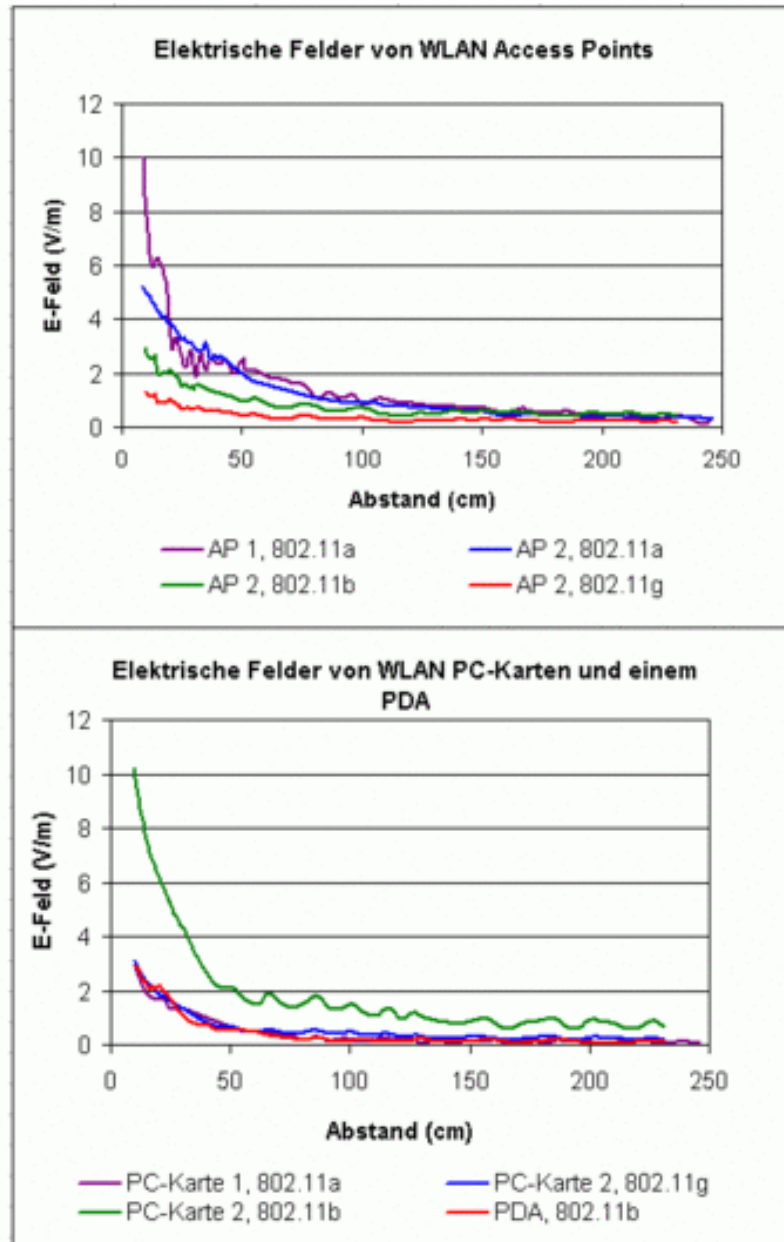 Elektrische Felder von WLAN Access Points
E-Feld (V/m)
12
10
8
6
4
2
0
0 50 100 150 200 250
Abstand (cm)
AP 1, 802.11a AP 2, 802.11a
AP 2, 802.11b AP 2, 802.11g
Elektrische Felder von WLAN PC-Karten und einem
PDA
E-Feld (V/m)
12
10
8
6
4
2
0
0 50 100 150 200 250
Abstand (cm)
PC-Karte 1, 802.11a PC-Karte 2, 802.11g
PC-Karte 2, 802.11b PDA, 802.11b